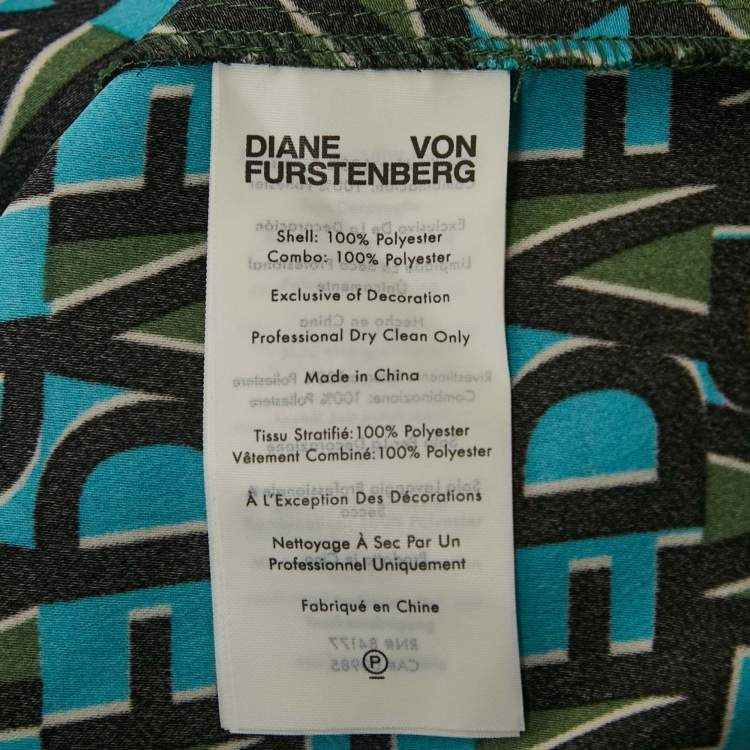 DIANE VON
FURSTENBERG
Shell: 100% Polyester
Combo: 100% Polyester
Exclusive of Decoration
Professional Dry Clean Only
Made in China
Tissu Stratifié:100% Polyester
Vêtement Combiné:100% Polyester
À L'Exception Des Décorations
Nettoyage À Sec Par Un
Professionnel Uniquement
Fabriqué en Chine
P